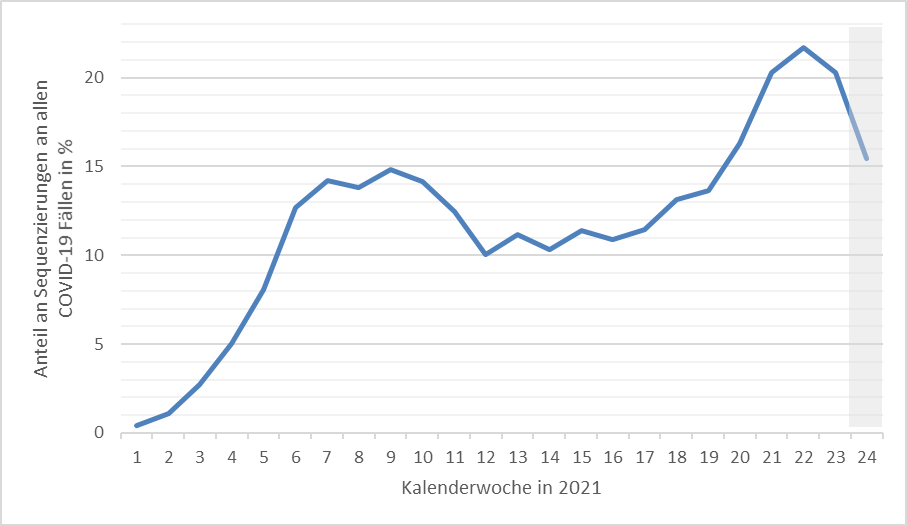 Anteil an Sequenzierungen an allen
COVID-19 Fällen in %
20
15
10
5
0
1 2 3 4 5 6 7 8 9 10 11 12 13 14 15 16 17 18 19 20 21 22 23 24
Kalenderwoche in 2021